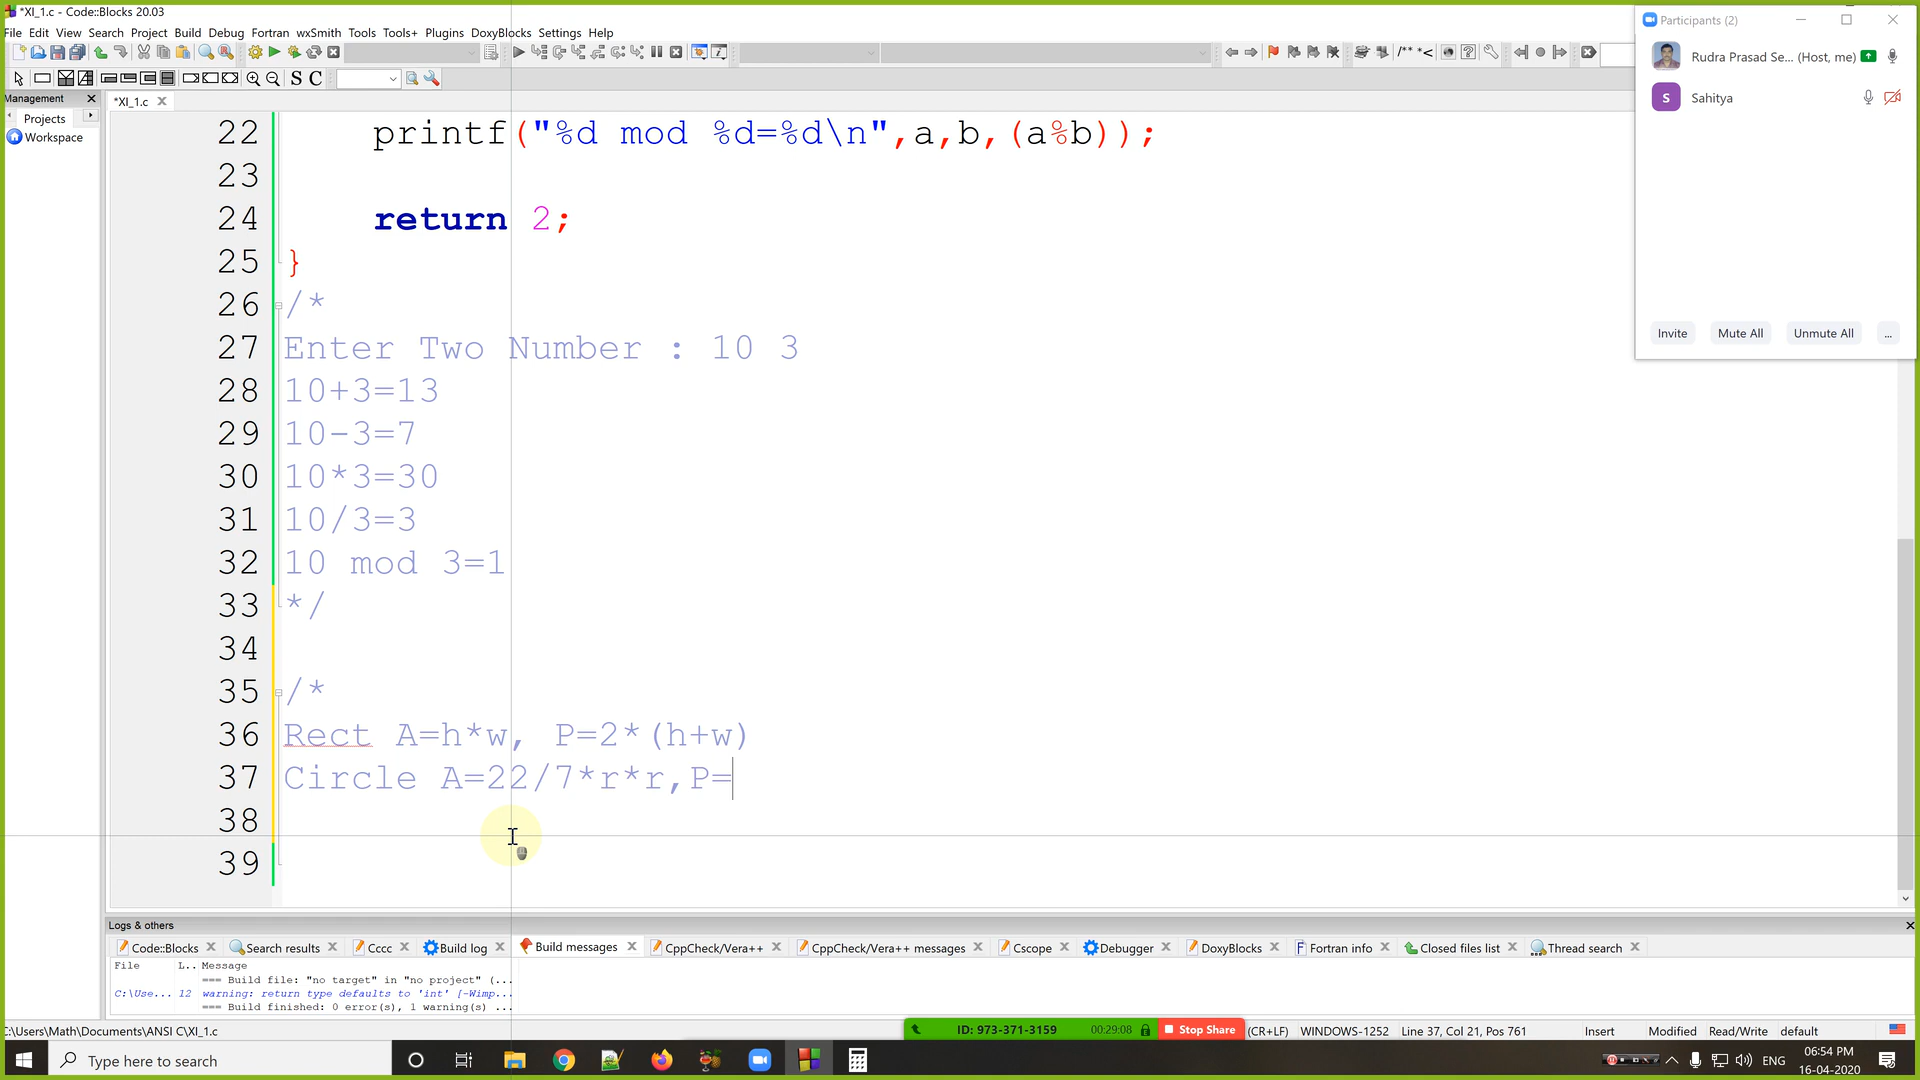 *XI_1.c - Code::Blocks 20.03
File Edit View Search Project Build Debug Fortran wxSmith Tools Tools+ Plugins DoxyBlocks Settings Help
Management
*XI_1.c
Projects
Workspace
22 printf("%d mod %d=%d\n",a,b,(a%b));
23
24 return 2;
25 }
26 /*
27 Enter Two Number : 10 3
28 10+3=13
29 10-3=7
30 10*3=30
31 10/3=3
32 10 mod 3=1
33 */
34
35 /*
36 Rect A=h*w, P=2*(h+w)
37 Circle A=22/7*r*r,P=
38
39
Participants (2)
Rudra Prasad Se... (Host, me)
S Sahitya
Invite Mute All Unmute All ...
Logs & others
Code::Blocks Search results Cccc Build log Build messages CppCheck/Vera++ CppCheck/Vera++ messages Cscope Debugger DoxyBlocks Fortran info Closed files list Thread search
File L.. Message
=== Build file: "no target" in "no project" (...
C:\Use... 12 warning: return type defaults to 'int' [-Wimp...
=== Build finished: 0 error(s), 1 warning(s) ...
C:\Users\Math\Documents\ANSI C\XI_1.c ID: 973-371-3159 00:29:08 Stop Share (CR+LF) WINDOWS-1252 Line 37, Col 21, Pos 761 Insert Modified Read/Write default
Type here to search
ENG
06:54 PM
16-04-2020